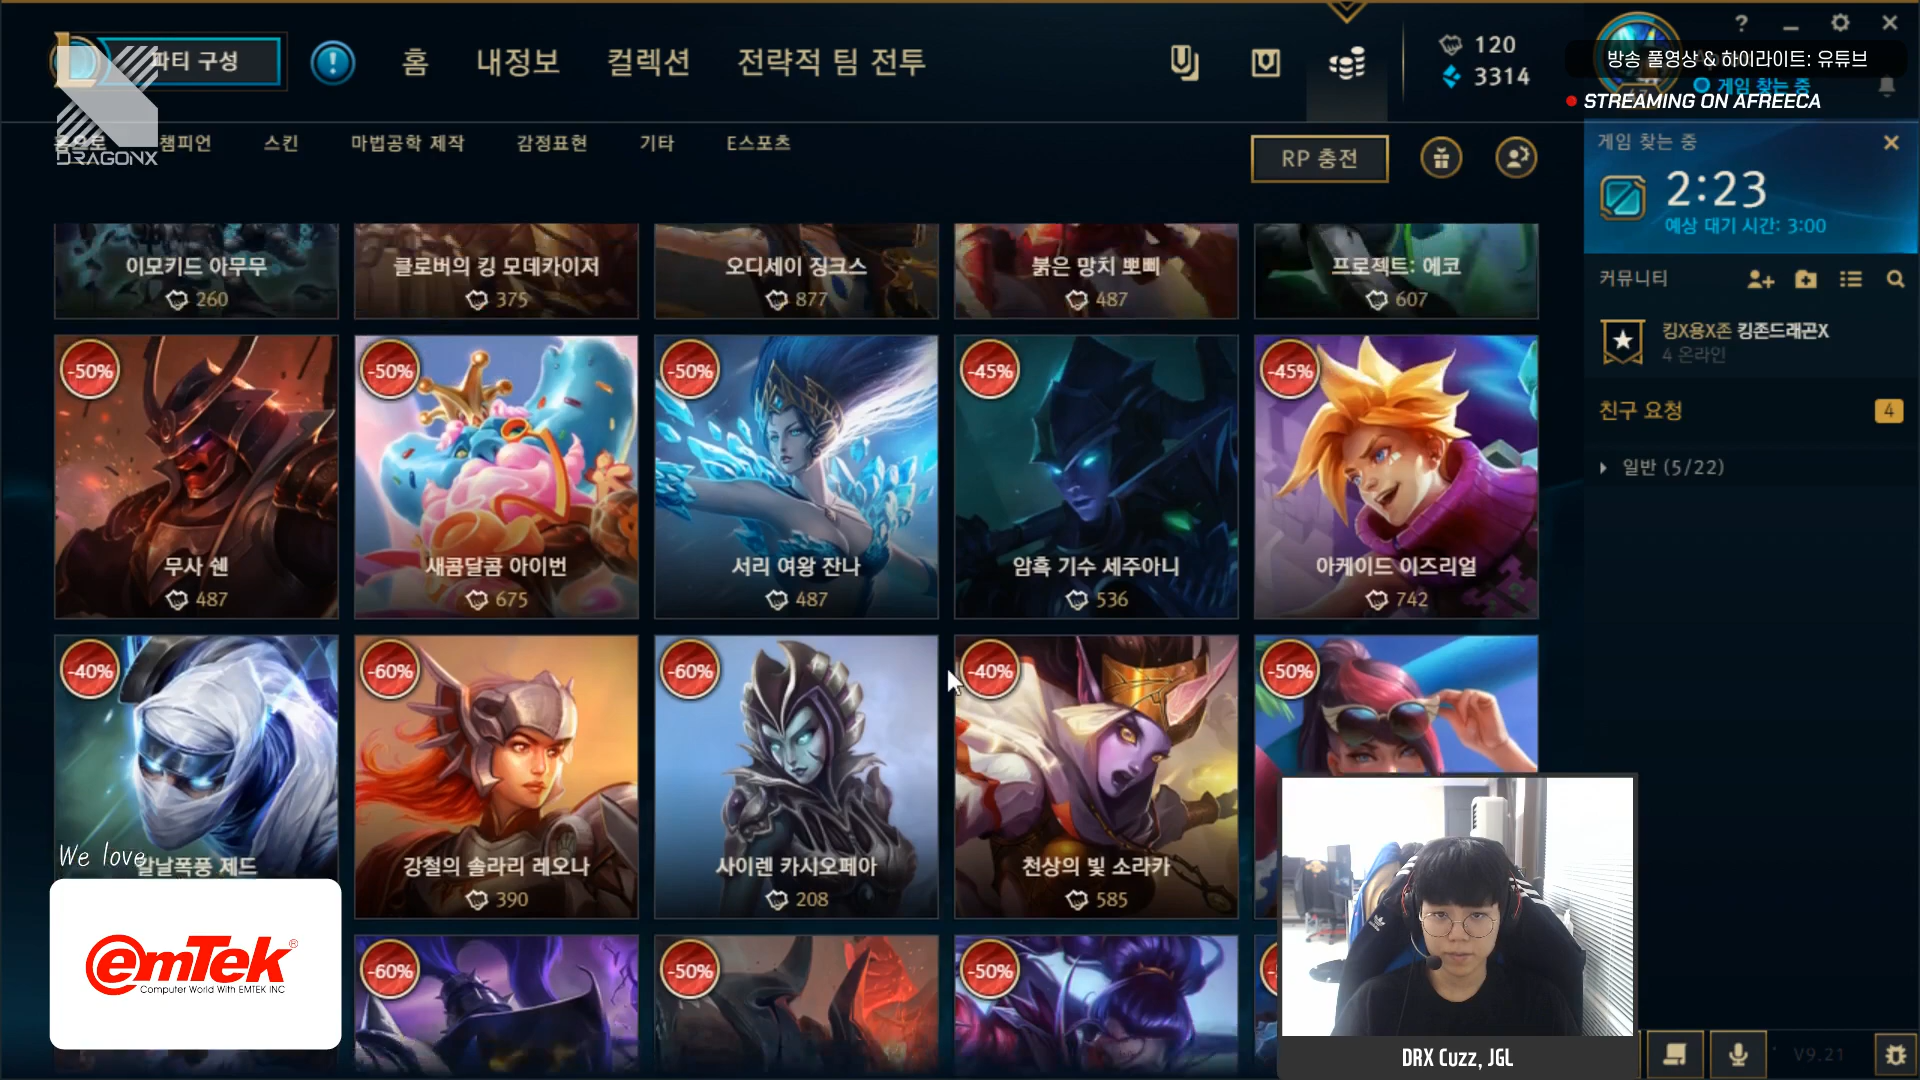 파티 구성
홈
내정보
컬렉션
전략적 팀 전투
120
3314
방송 풀영상 & 하이라이트: 유튜브
게임 찾는 중
STREAMING ON AFREECA
DRAGONX
챔피언
스킨
마법공학 제작
감정표현
기타
E스포츠
RP 충전
게임 찾는 중
2:23
예상 대기 시간: 3:00
커뮤니티
킹X용X존 킹존드래곤X
4 온라인
친구 요청
4
일반 (5/22)
이모키드 아무무
260
클로버의 킹 모데카이저
375
오디세이 징크스
877
붉은 망치 뽀삐
487
프로젝트: 에코
607
-50%
무사 쉔
487
-50%
새콤달콤 아이번
675
-50%
서리 여왕 잔나
487
-45%
암흑 기수 세주아니
536
-45%
아케이드 이즈리얼
742
-40%
칼날폭풍 제드
-60%
강철의 솔라리 레오나
390
-60%
사이렌 카시오페아
208
-40%
천상의 빛 소라카
585
-50%
We love
emTek®
Computer World With EMTEK INC
-60%
-50%
-50%
DRX Cuzz, JGL
V9.21